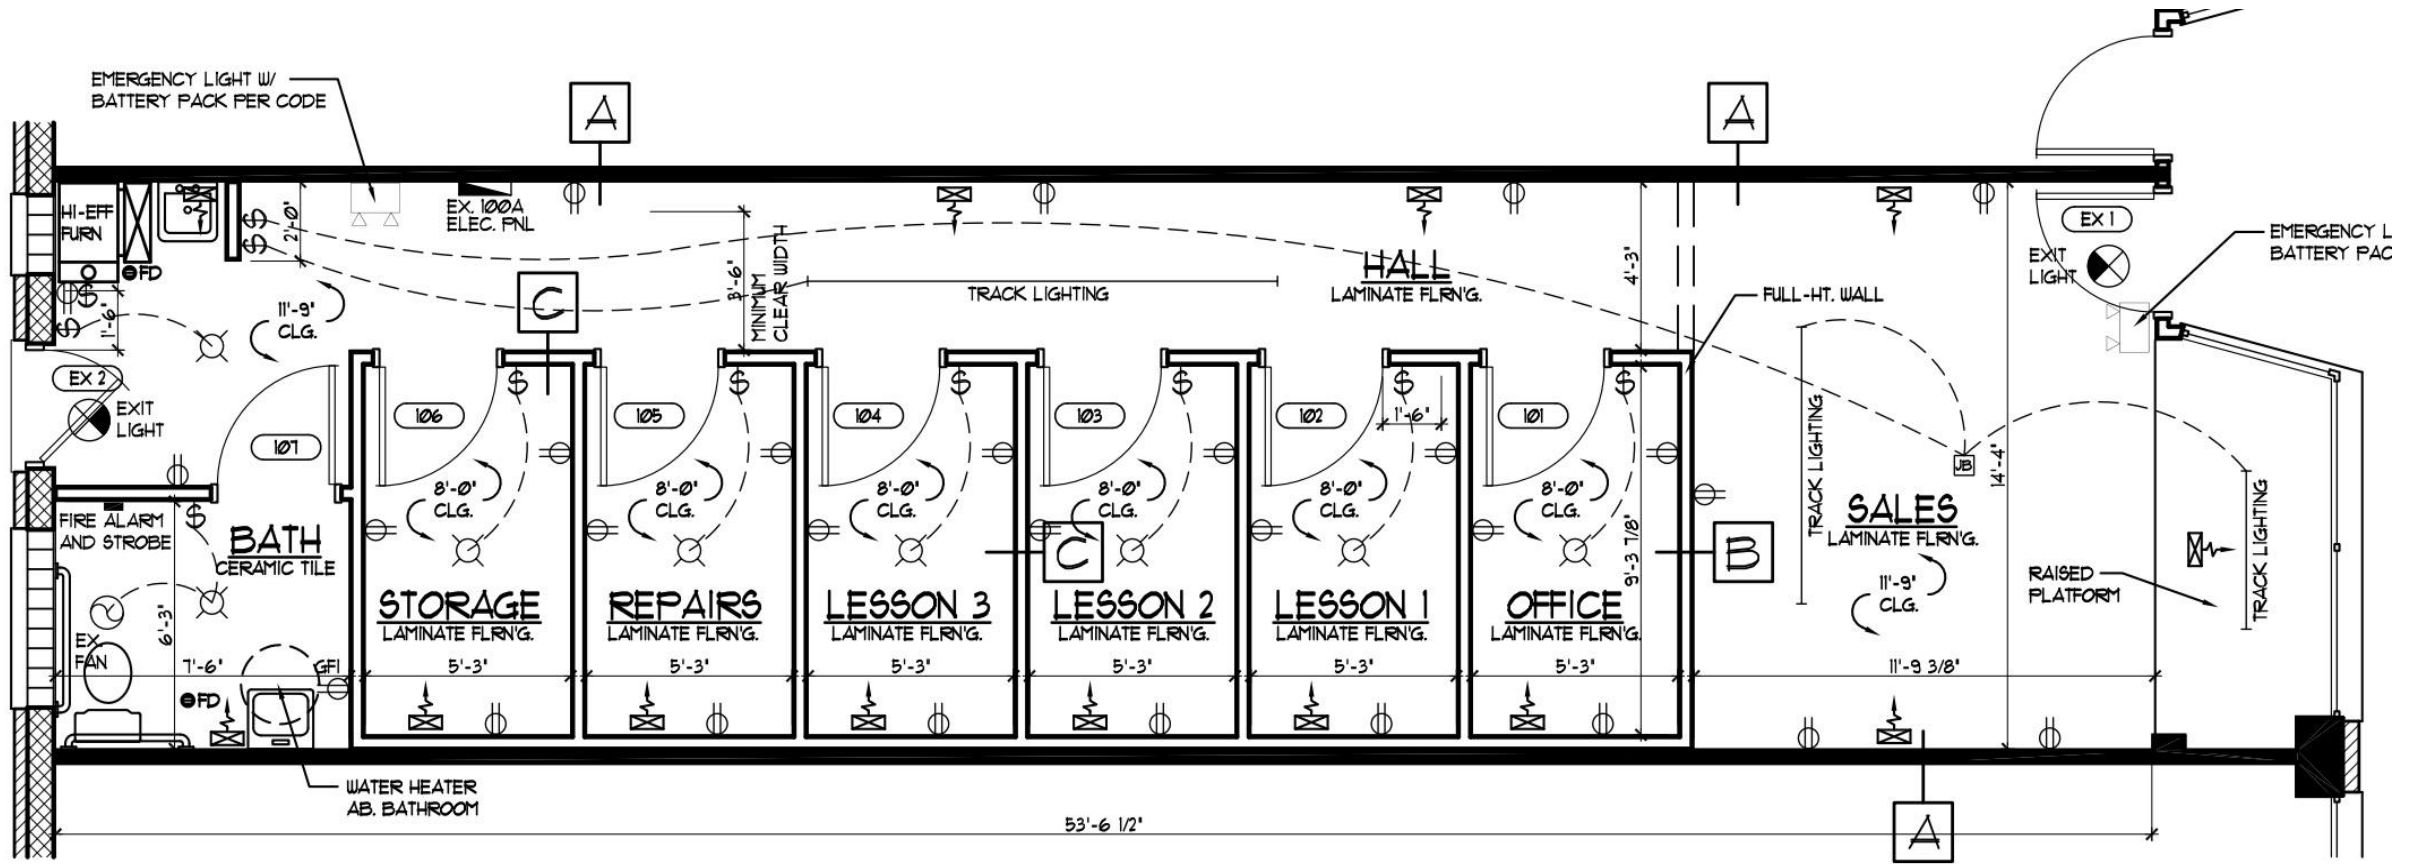 EMERGENCY LIGHT W/
BATTERY PACK PER CODE
A
A
HI-EFF
FURN
FD
S
S
2'-0"
EX. 100A
ELEC. PNL
3'-6"
MINIMUM
CLEAR WIDTH
C
TRACK LIGHTING
HALL
LAMINATE FLRN'G.
4'-3"
FULL-HT. WALL
EX 1
EXIT
LIGHT
EMERGENCY L
BATTERY PAC
S
S
1'-6"
11'-9"
CLG.
EX 2
EXIT
LIGHT
107
106
S
105
S
104
S
103
S
102
S
1'-6"
101
S
8'-0"
CLG.
8'-0"
CLG.
8'-0"
CLG.
8'-0"
CLG.
8'-0"
CLG.
8'-0"
CLG.
TRACK LIGHTING
JB
14'-4"
TRACK LIGHTING
FIRE ALARM
AND STROBE
S
BATH
CERAMIC TILE
C
9'-3 7/8"
B
SALES
LAMINATE FLRN'G.
11'-9"
CLG.
RAISED
PLATFORM
EX.
FAN
6'-3"
STORAGE
LAMINATE FLRN'G.
REPAIRS
LAMINATE FLRN'G.
LESSON 3
LAMINATE FLRN'G.
LESSON 2
LAMINATE FLRN'G.
LESSON 1
LAMINATE FLRN'G.
OFFICE
LAMINATE FLRN'G.
7'-6"
GFI
5'-3"
5'-3"
5'-3"
5'-3"
5'-3"
5'-3"
11'-9 3/8"
FD
WATER HEATER
AB. BATHROOM
53'-6 1/2"
A